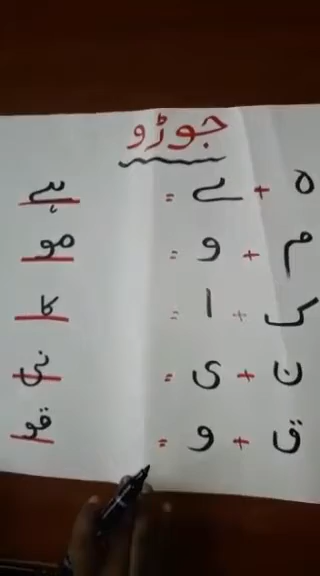 جوڑو
ہ + ے = ہے
م + و = مو
ک + ا = کا
ن + ی = نی
ق + و = قو